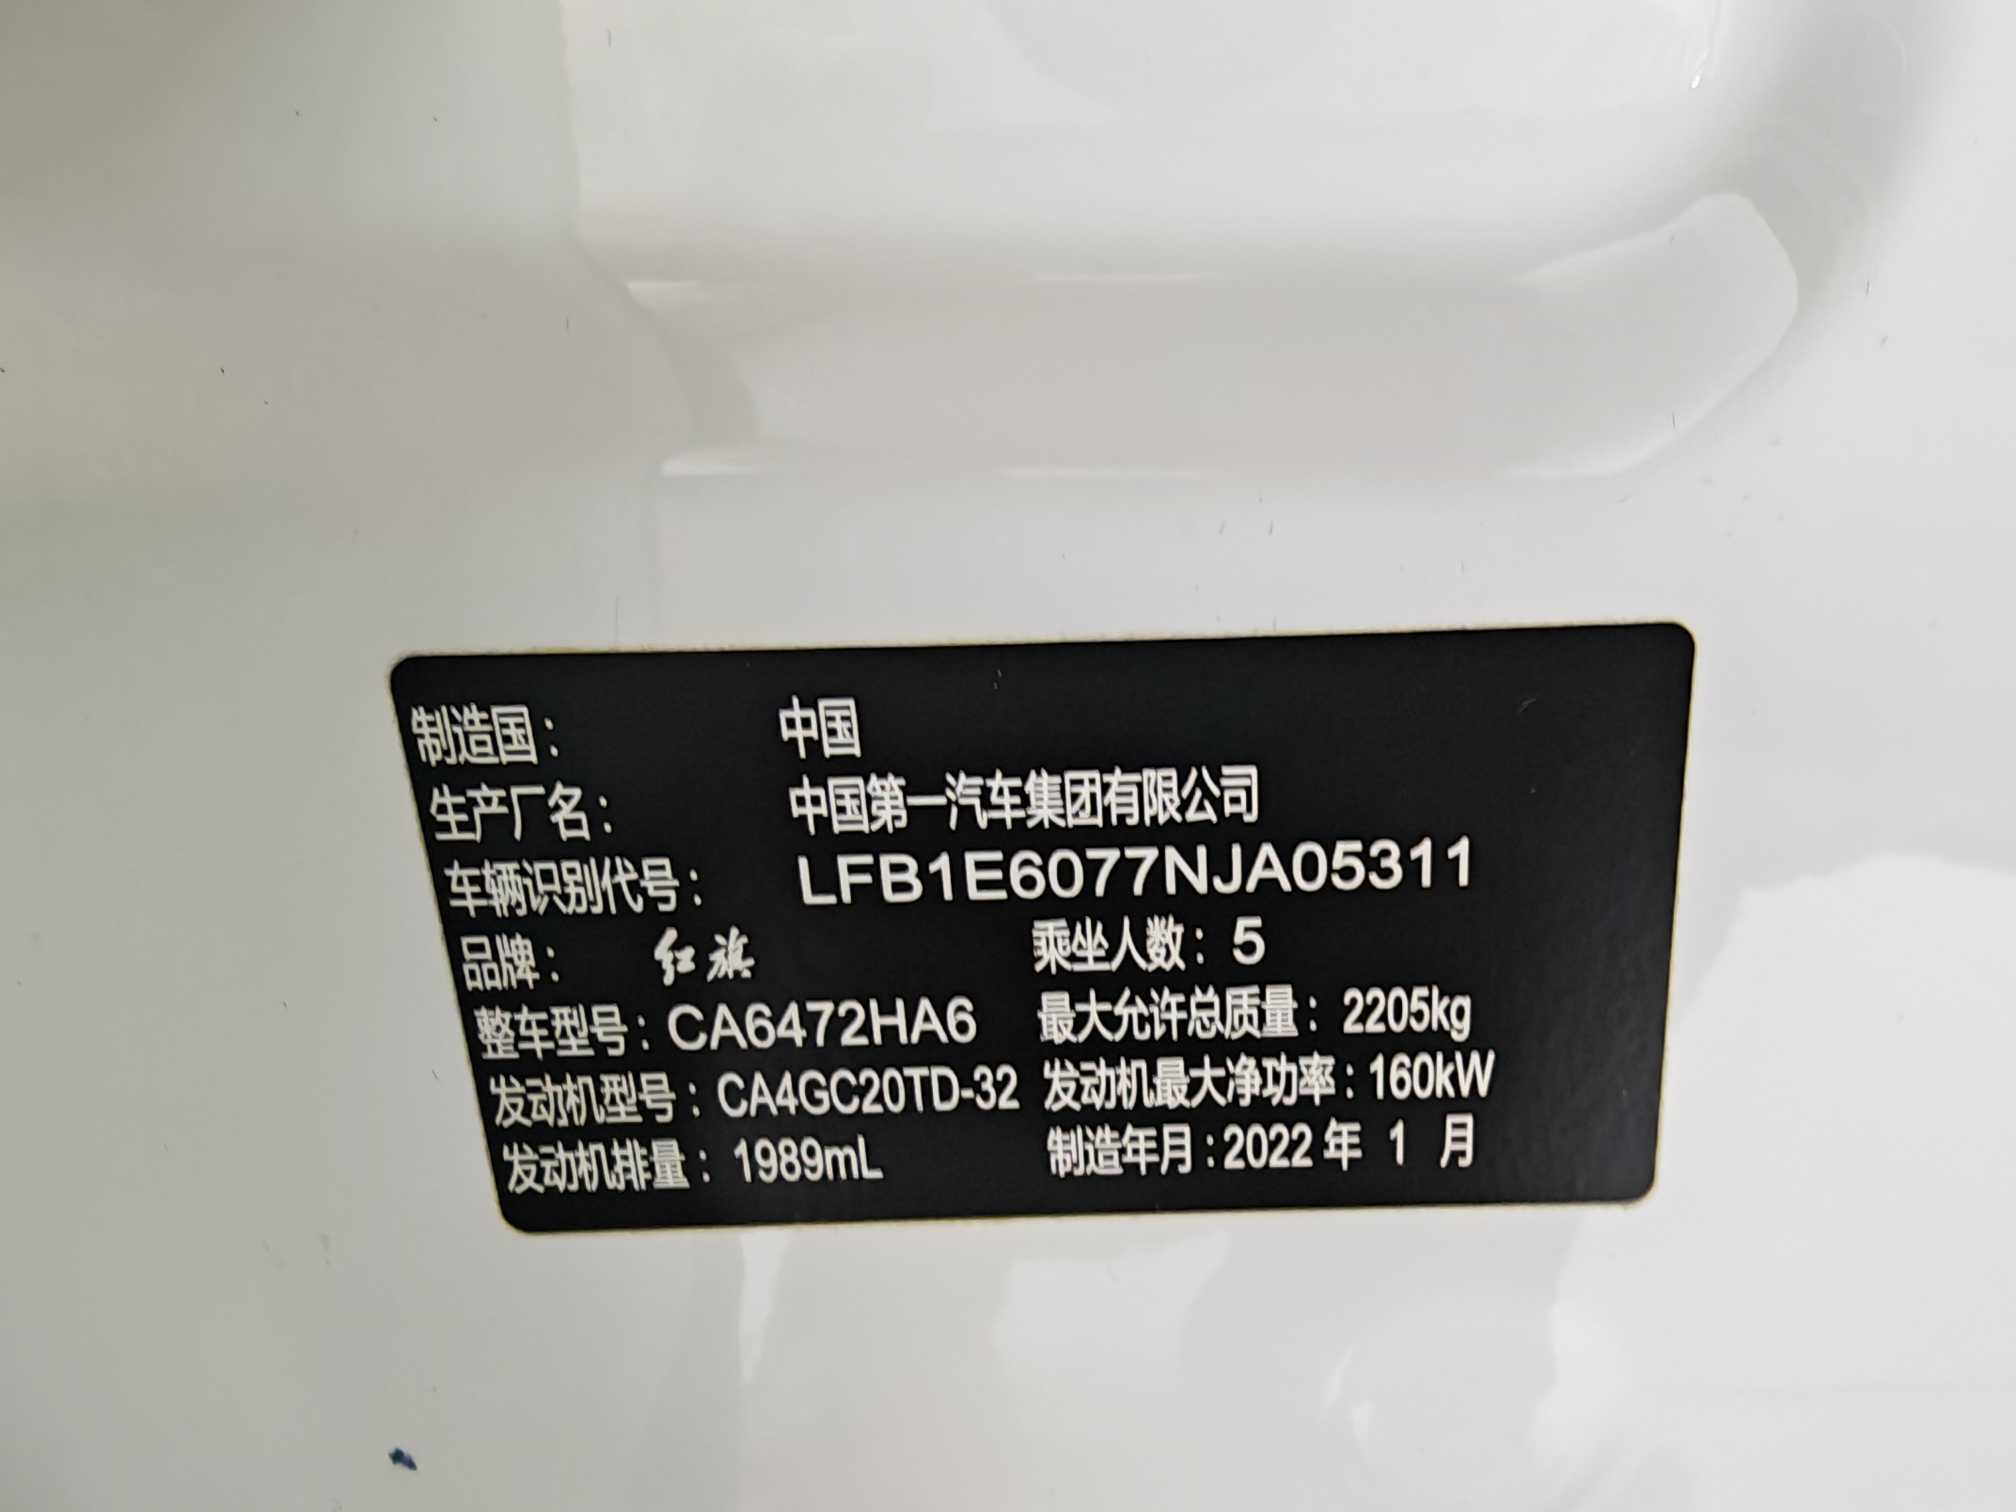 制造国： 中国
生产厂名： 中国第一汽车集团有限公司
车辆识别代号： LFB1E6077NJA05311
品牌： 红旗 乘坐人数：5
整车型号：CA6472HA6 最大允许总质量：2205kg
发动机型号：CA4GC20TD-32 发动机最大净功率：160kW
发动机排量：1989mL 制造年月：2022年 1 月